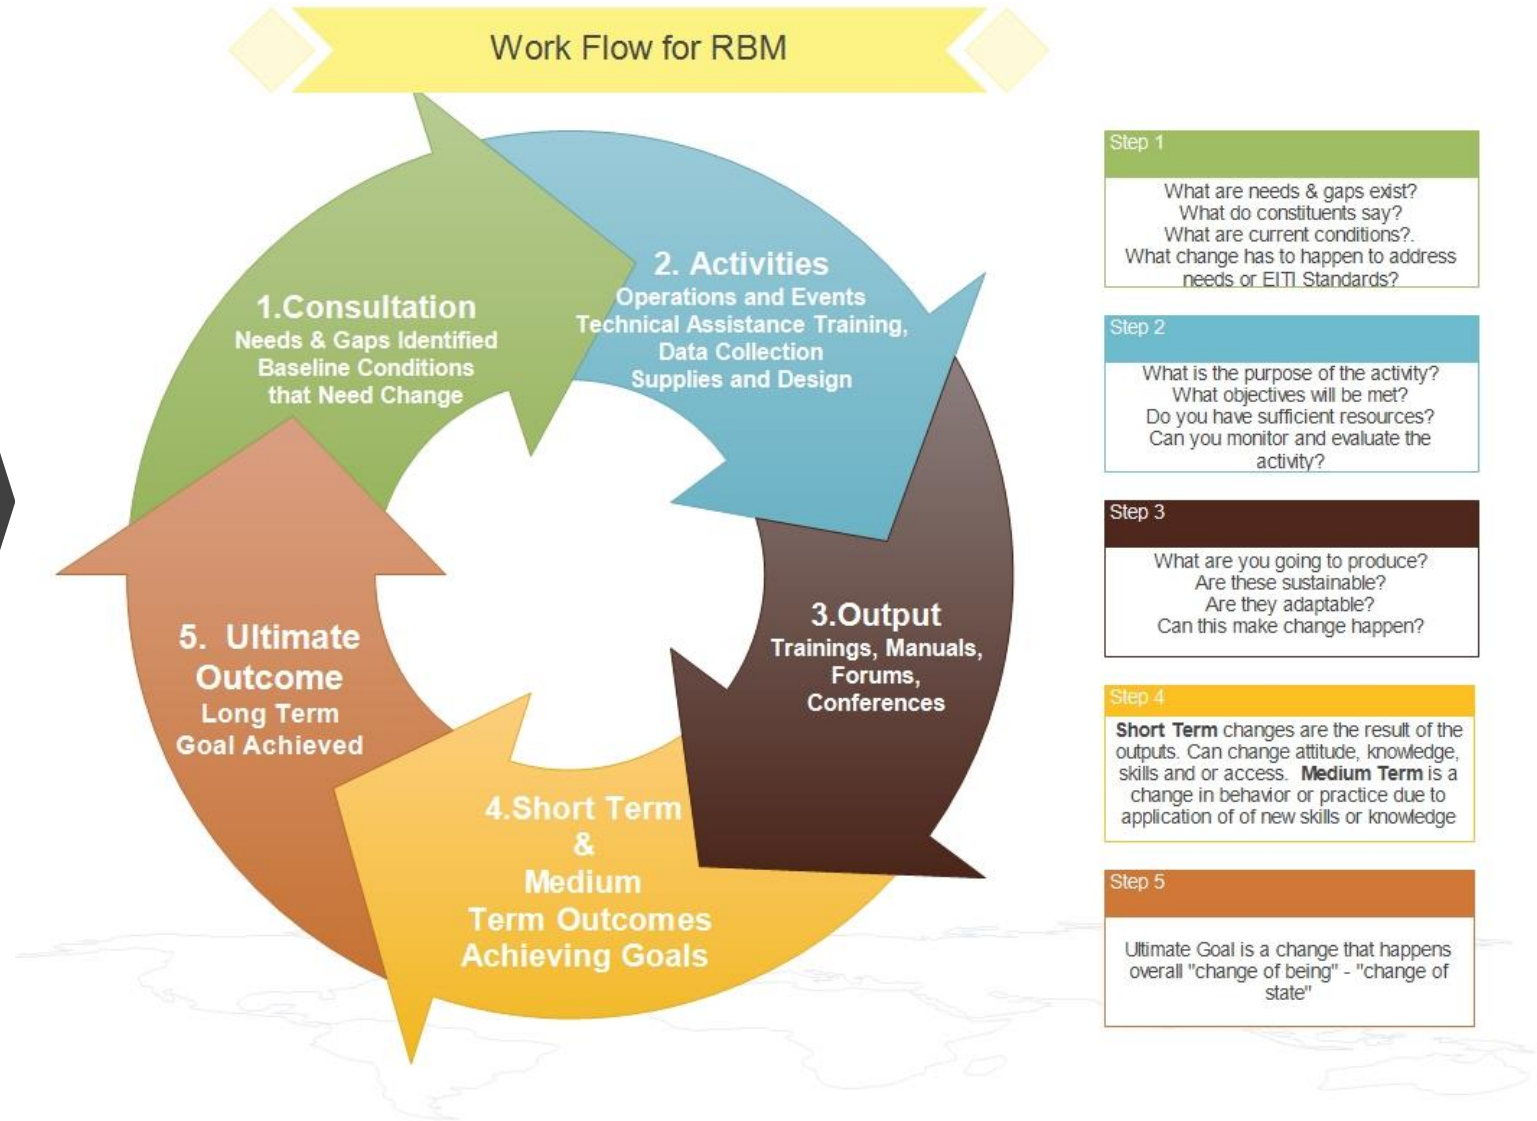 Work Flow for RBM
1.Consultation
Needs & Gaps Identified
Baseline Conditions
that Need Change
2. Activities
Operations and Events
Technical Assistance Training,
Data Collection
Supplies and Design
3.Output
Trainings, Manuals,
Forums,
Conferences
4.Short Term
&
Medium
Term Outcomes
Achieving Goals
5. Ultimate
Outcome
Long Term
Goal Achieved
Step 1
What are needs & gaps exist?
What do constituents say?
What are current conditions?.
What change has to happen to address
needs or EITI Standards?
Step 2
What is the purpose of the activity?
What objectives will be met?
Do you have sufficient resources?
Can you monitor and evaluate the
activity?
Step 3
What are you going to produce?
Are these sustainable?
Are they adaptable?
Can this make change happen?
Step 4
Short Term changes are the result of the
outputs. Can change attitude, knowledge,
skills and or access. Medium Term is a
change in behavior or practice due to
application of of new skills or knowledge
Step 5
Ultimate Goal is a change that happens
overall "change of being" - "change of
state"